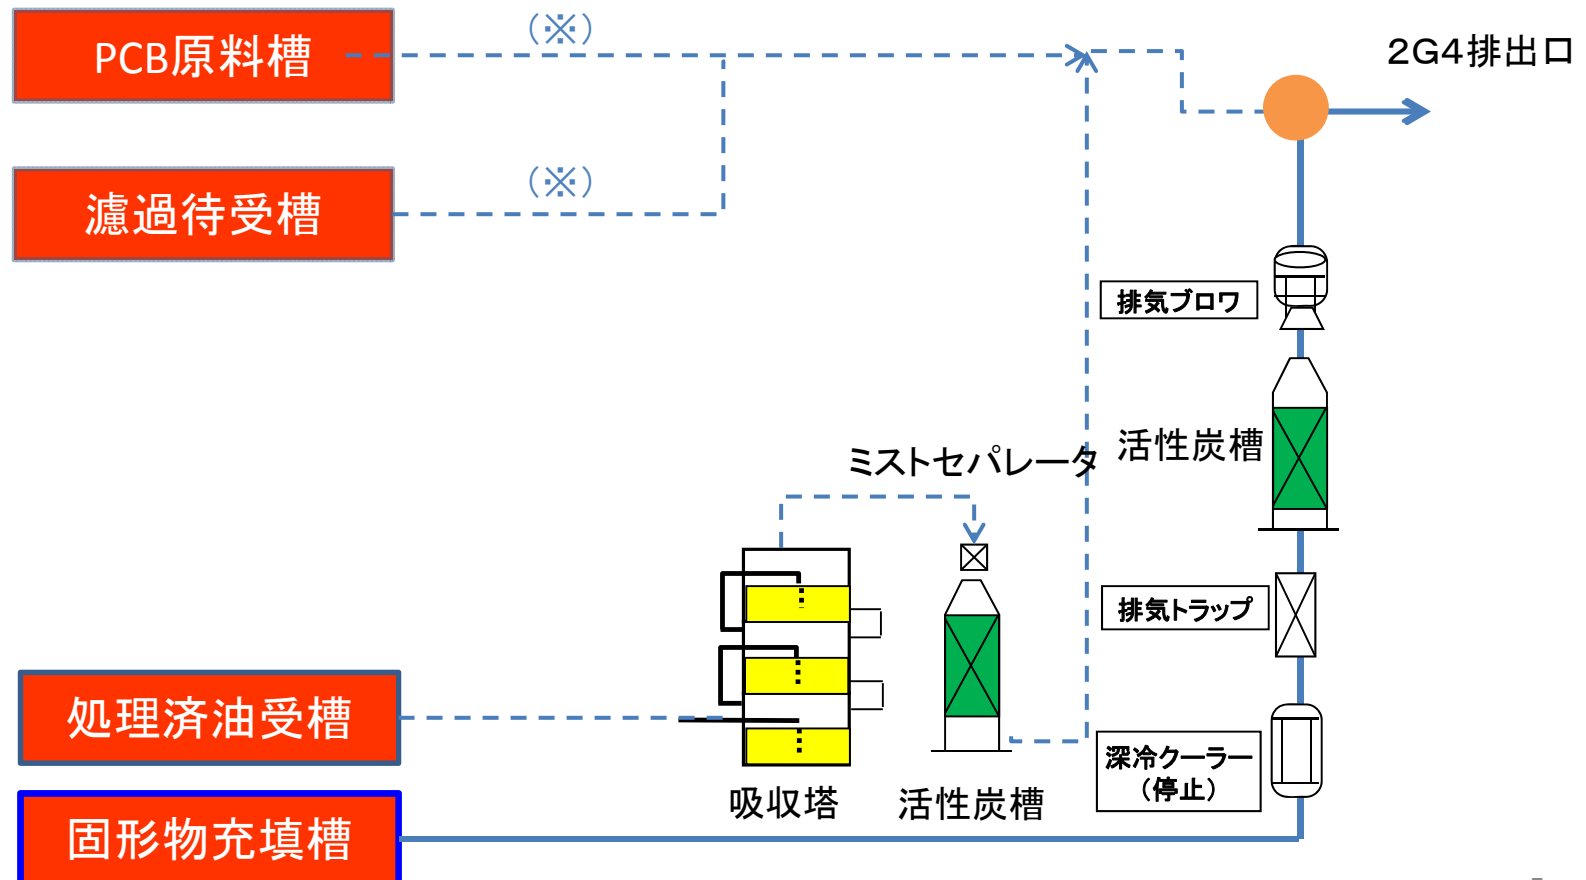 PCB原料槽
(※)
2G4排出口
濾過待受槽
(※)
排気ブロワ
活性炭槽
ミストセパレータ
排気トラップ
処理済油受槽
深冷クーラー
(停止)
吸収塔
活性炭槽
固形物充填槽